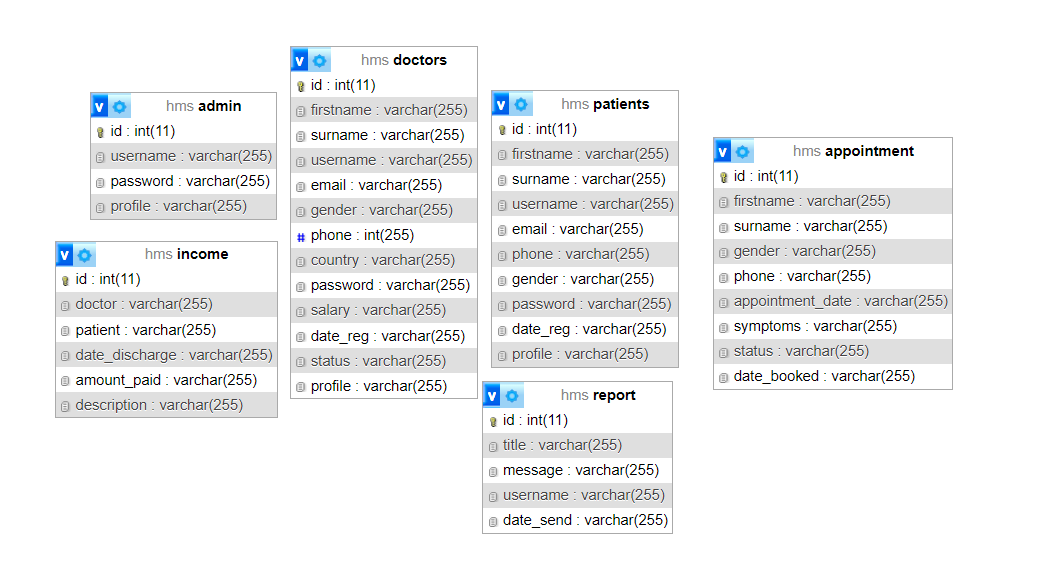 hms admin
id : int(11)
username : varchar(255)
password : varchar(255)
profile : varchar(255)
hms income
id : int(11)
doctor : varchar(255)
patient : varchar(255)
date_discharge : varchar(255)
amount_paid : varchar(255)
description : varchar(255)
hms doctors
id : int(11)
firstname : varchar(255)
surname : varchar(255)
username : varchar(255)
email : varchar(255)
gender : varchar(255)
# phone : int(255)
country : varchar(255)
password : varchar(255)
salary : varchar(255)
date_reg : varchar(255)
status : varchar(255)
profile : varchar(255)
hms patients
id : int(11)
firstname : varchar(255)
surname : varchar(255)
username : varchar(255)
email : varchar(255)
phone : varchar(255)
gender : varchar(255)
password : varchar(255)
date_reg : varchar(255)
profile : varchar(255)
hms report
id : int(11)
title : varchar(255)
message : varchar(255)
username : varchar(255)
date_send : varchar(255)
hms appointment
id : int(11)
firstname : varchar(255)
surname : varchar(255)
gender : varchar(255)
phone : varchar(255)
appointment_date : varchar(255)
symptoms : varchar(255)
status : varchar(255)
date_booked : varchar(255)